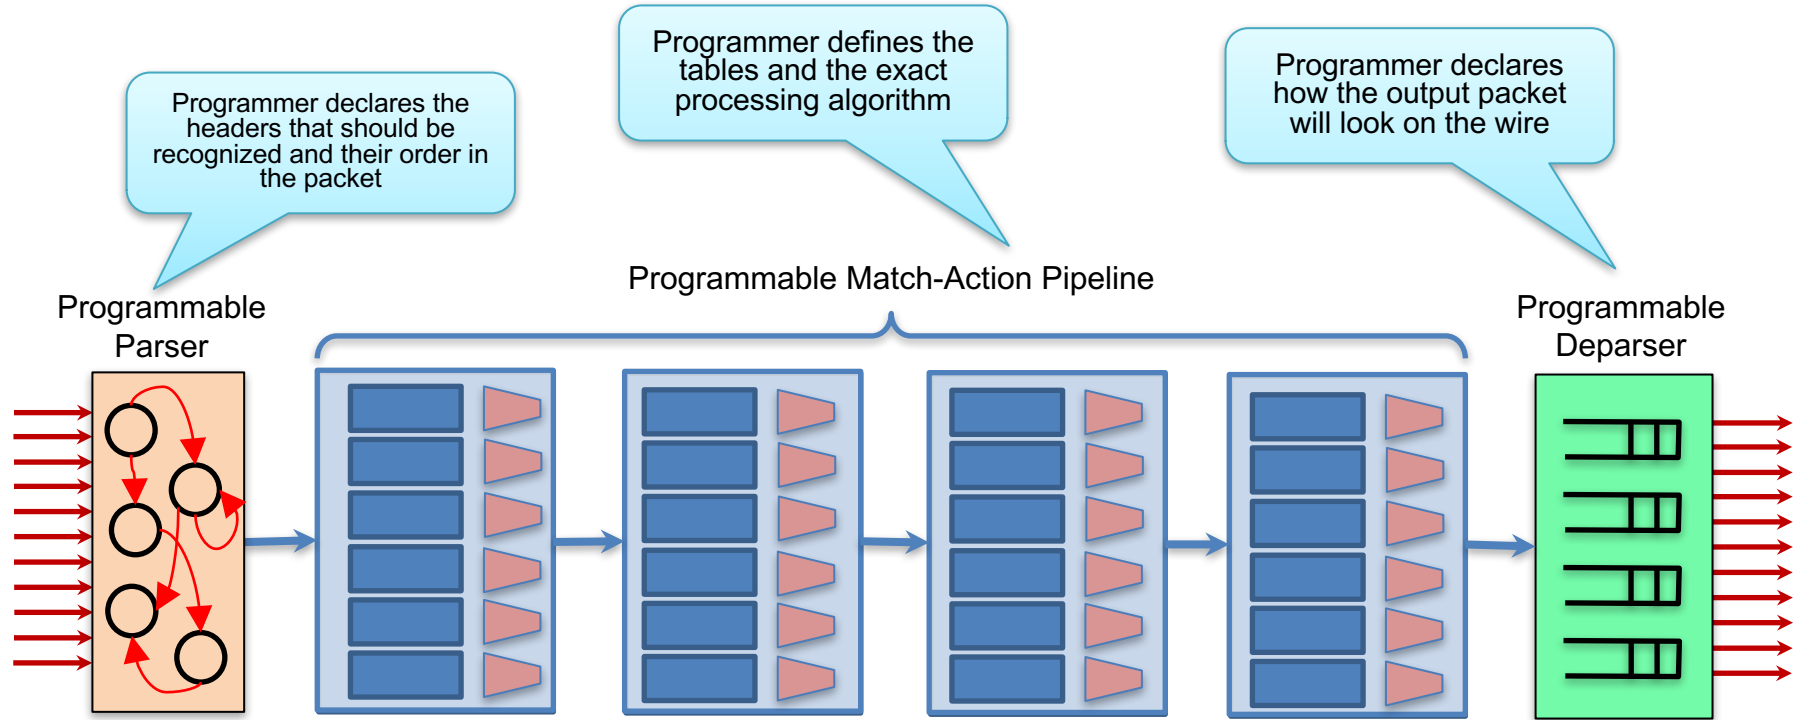 Programmer declares the
headers that should be
recognized and their order in
the packet
Programmer defines the
tables and the exact
processing algorithm
Programmer declares
how the output packet
will look on the wire
Programmable Match-Action Pipeline
Programmable
Parser
Programmable
Deparser